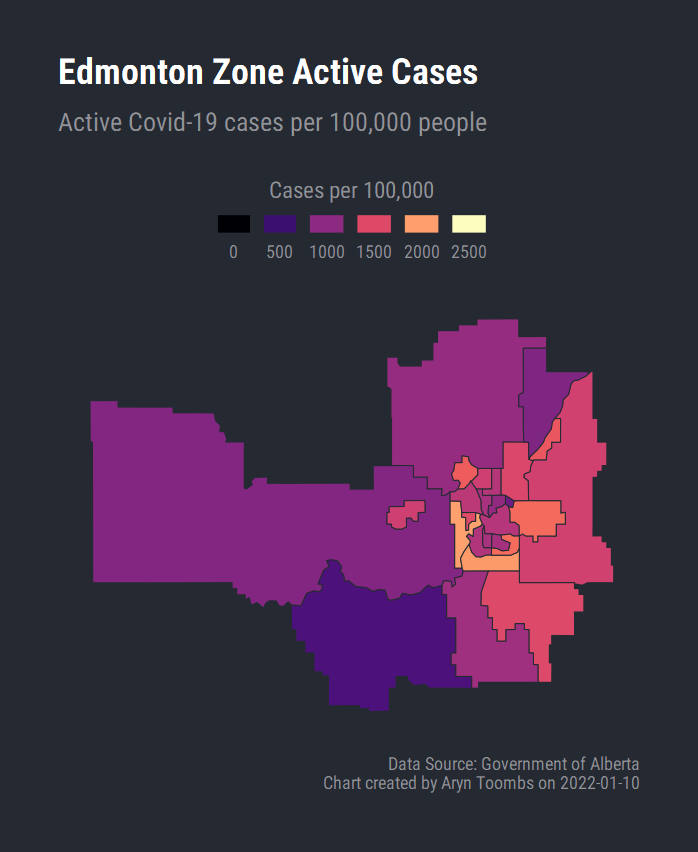 Edmonton Zone Active Cases
Active Covid-19 cases per 100,000 people
Cases per 100,000
0 500 1000 1500 2000 2500
Data Source: Government of Alberta
Chart created by Aryn Toombs on 2022-01-10